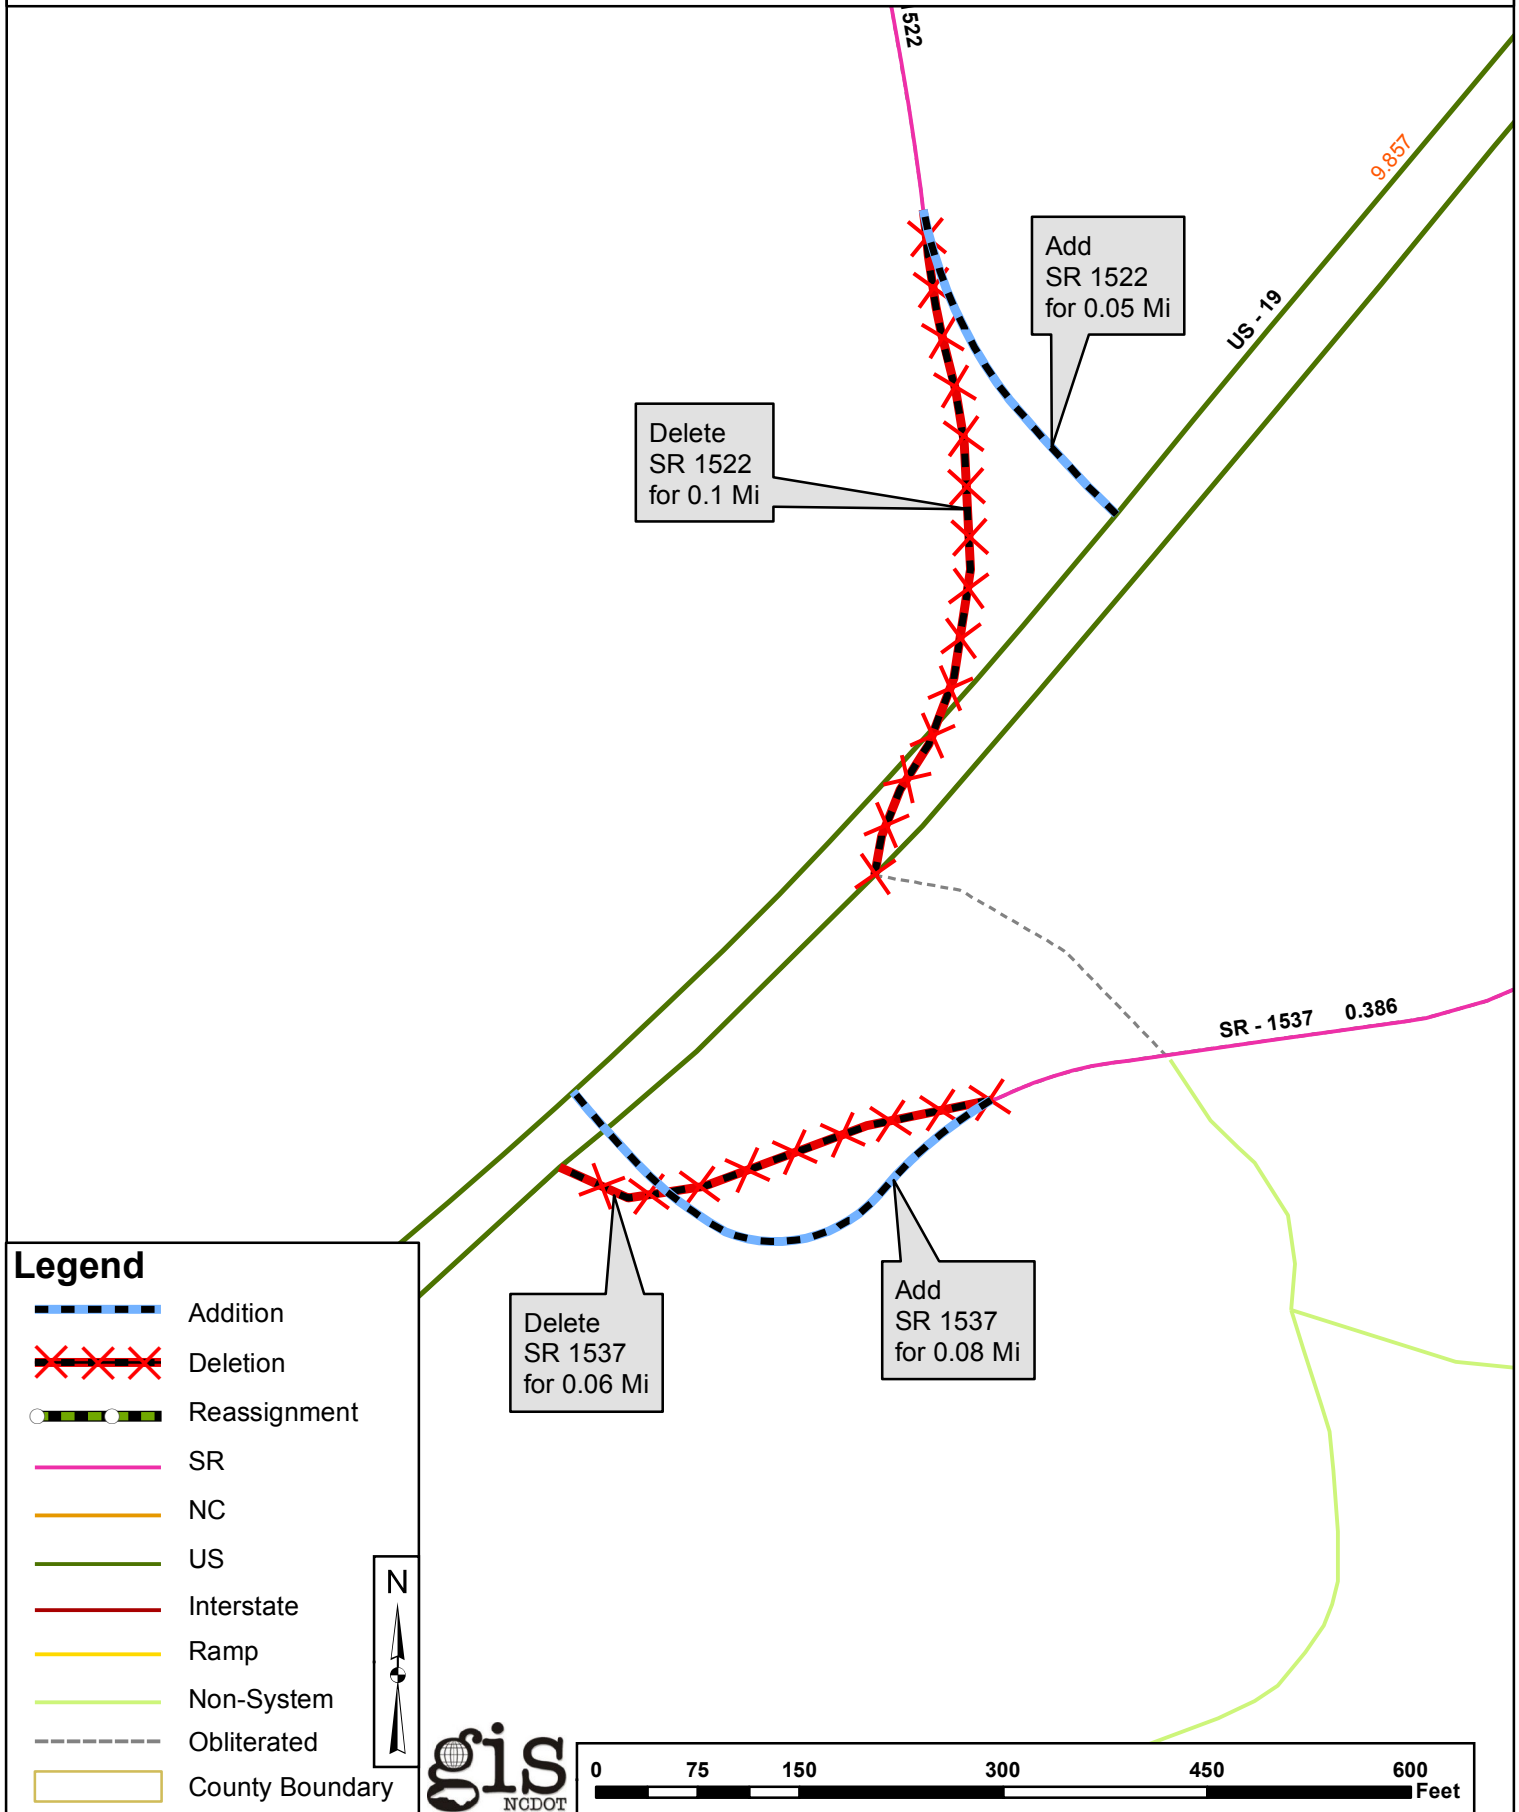 1522
9.857
US - 19
Add
SR 1522
for 0.05 Mi
Delete
SR 1522
for 0.1 Mi
SR - 1537 0.386
Delete
SR 1537
for 0.06 Mi
Add
SR 1537
for 0.08 Mi
Legend
Addition
Deletion
Reassignment
SR
NC
US
Interstate
Ramp
Non-System
Obliterated
County Boundary
N
gis
NCDOT
0 75 150 300 450 600
Feet